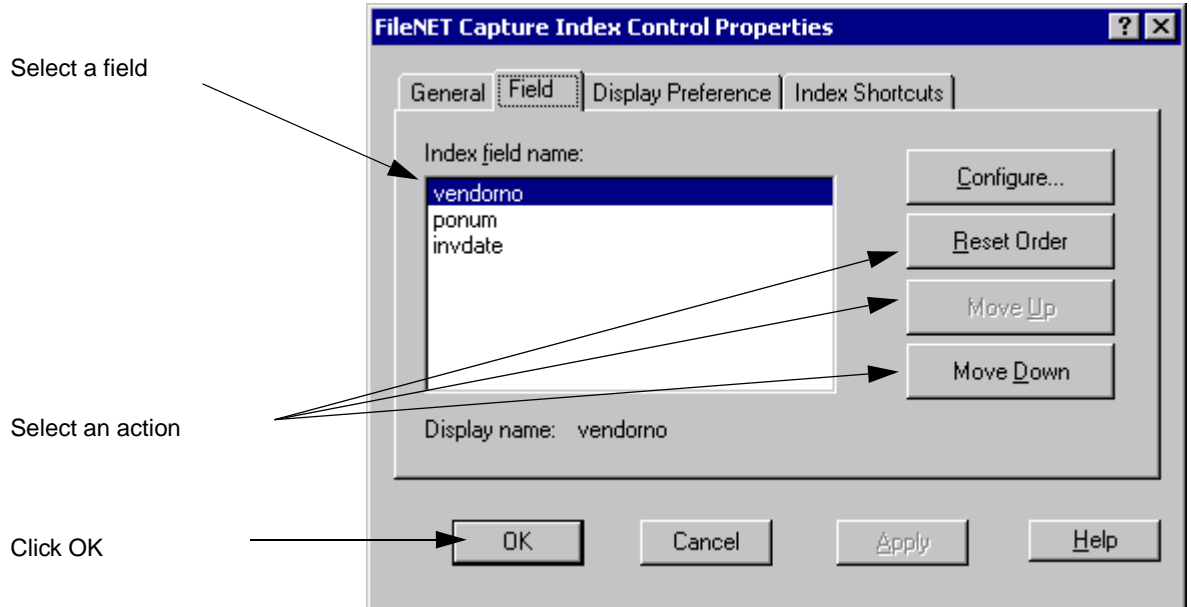 FileNET Capture Index Control Properties
Select a field
General Field Display Preference Index Shortcuts
Index field name:
vendorno
ponum
invdate
Configure...
Reset Order
Move Up
Move Down
Select an action
Display name: vendorno
Click OK
OK Cancel Apply Help